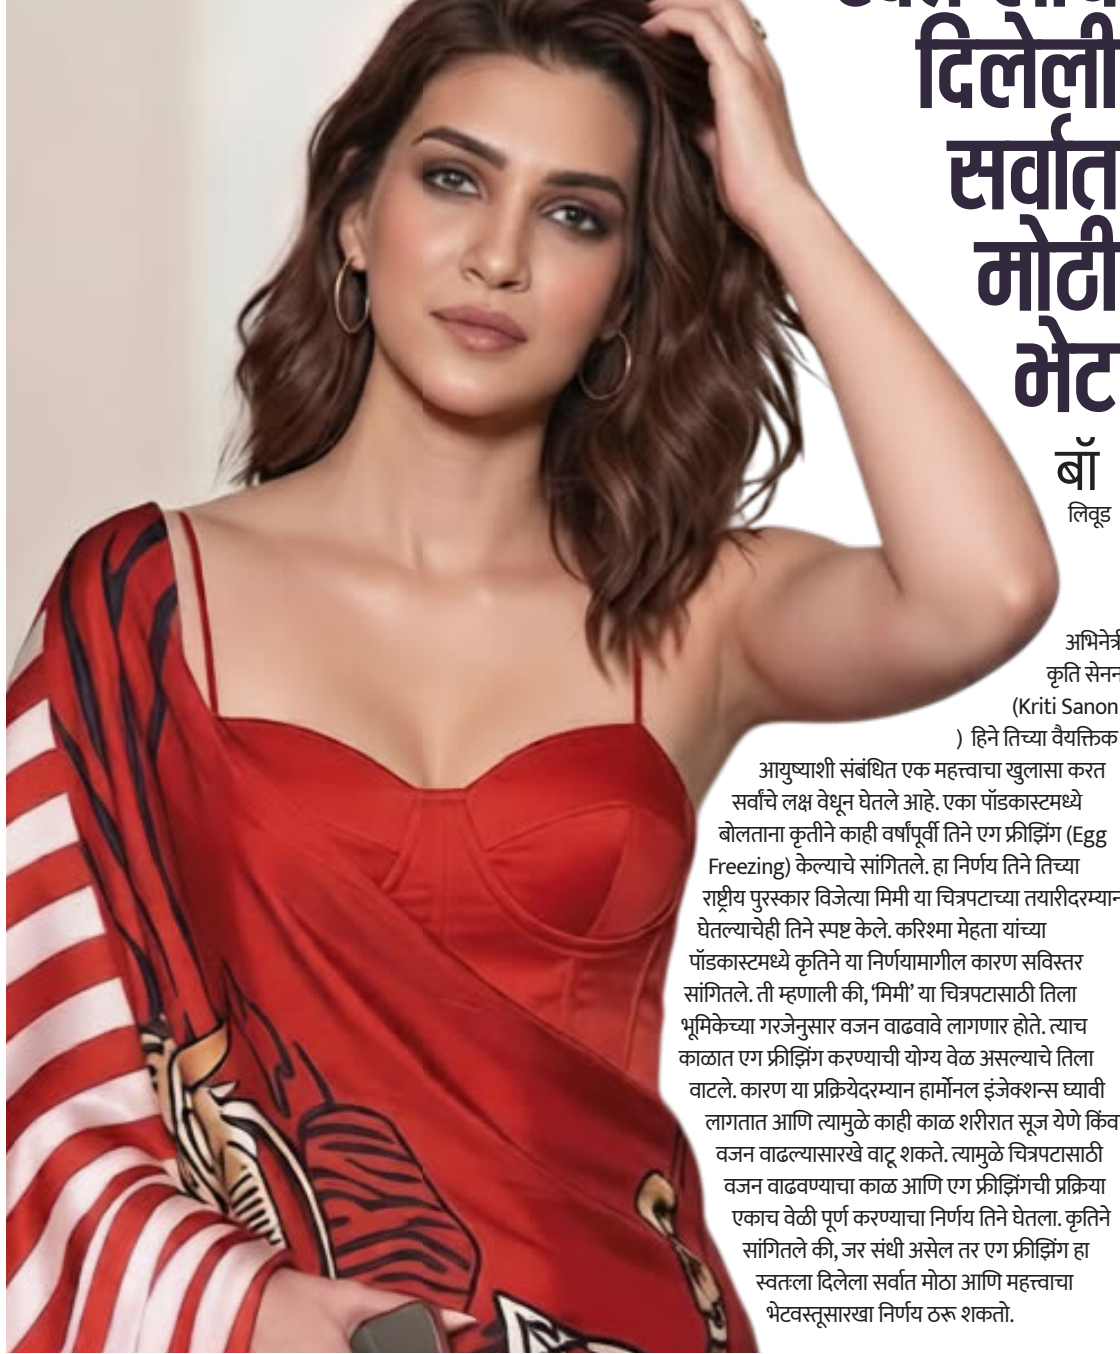 दिलेली
सर्वात
मोठी
भेट
बॉ
लिवूड
अभिनेत्री
कृति सेनन
(Kriti Sanon
) हिने तिच्या वैयक्तिक
आयुष्याशी संबंधित एक महत्त्वाचा खुलासा करत
सर्वांचे लक्ष वेधून घेतले आहे. एका पॉडकास्टमध्ये
बोलताना कृतीने काही वर्षांपूर्वी तिने एग फ्रीझिंग (Egg
Freezing) केल्याचे सांगितले. हा निर्णय तिने तिच्या
राष्ट्रीय पुरस्कार विजेत्या मिमी या चित्रपटाच्या तयारीदरम्यान
घेतल्याचेही तिने स्पष्ट केले. करिश्मा मेहता यांच्या
पॉडकास्टमध्ये कृतिने या निर्णयामागील कारण सविस्तर
सांगितले. ती म्हणाली की, ‘मिमी’ या चित्रपटासाठी तिला
भूमिकेच्या गरजेनुसार वजन वाढवावे लागणार होते. त्याच
काळात एग फ्रीझिंग करण्याची योग्य वेळ असल्याचे तिला
वाटले. कारण या प्रक्रियेदरम्यान हार्मोनल इंजेक्शन्स घ्यावी
लागतात आणि त्यामुळे काही काळ शरीरात सूज येणे किंव
वजन वाढल्यासारखे वाटू शकते. त्यामुळे चित्रपटासाठी
वजन वाढवण्याचा काळ आणि एग फ्रीझिंगची प्रक्रिया
एकाच वेळी पूर्ण करण्याचा निर्णय तिने घेतला. कृतिने
सांगितले की, जर संधी असेल तर एग फ्रीझिंग हा
स्वतःला दिलेला सर्वात मोठा आणि महत्त्वाचा
भेटवस्तूसारखा निर्णय ठरू शकतो.